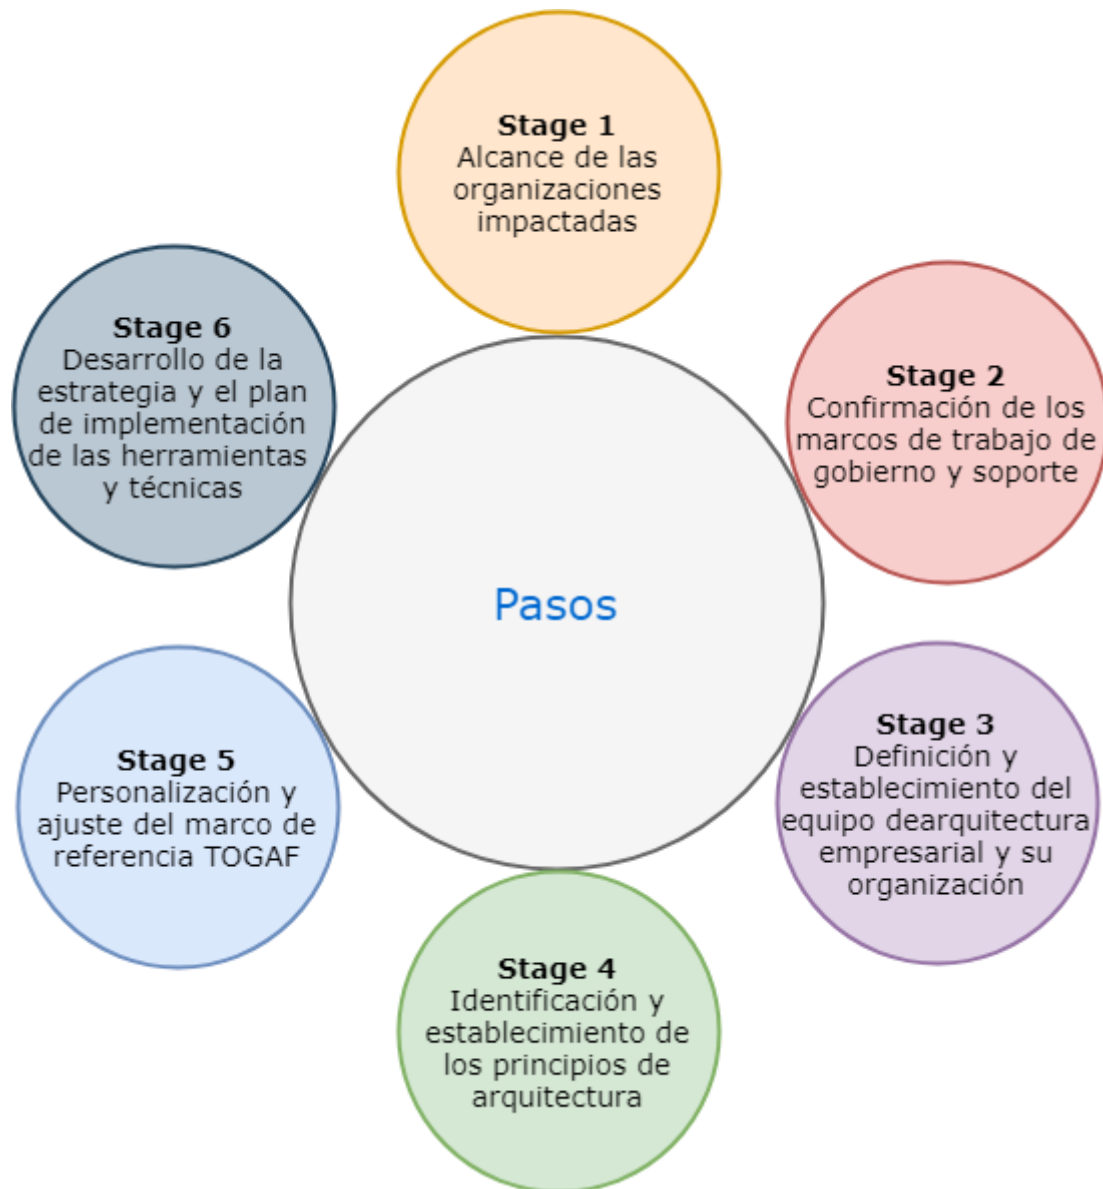 Stage 1
Alcance de las
organizaciones
impactadas
Stage 2
Confirmación de los
marcos de trabajo de
gobierno y soporte
Stage 3
Definición y
establecimiento del
equipo dearquitectura
empresarial y su
organización
Stage 4
Identificación y
establecimiento de
los principios de
arquitectura
Stage 5
Personalización y
ajuste del marco de
referencia TOGAF
Stage 6
Desarrollo de la
estrategia y el plan
de implementación
de las herramientas
y técnicas
Pasos